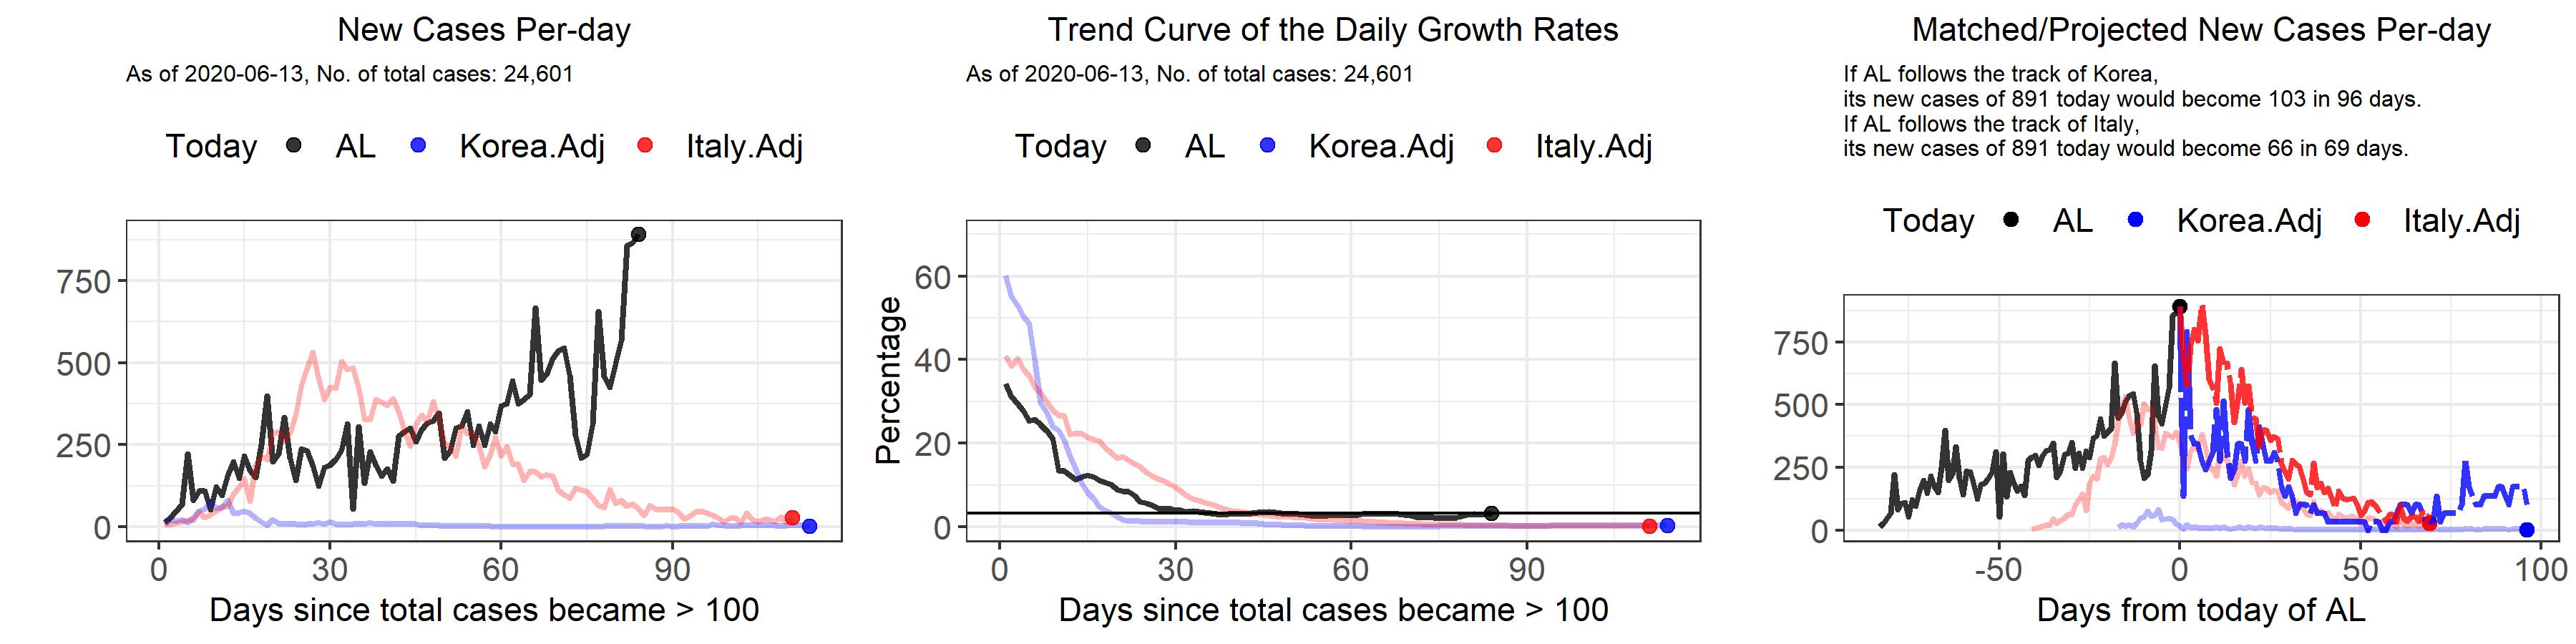 New Cases Per-day
As of 2020-06-13, No. of total cases: 24,601
Today AL Korea.Adj Italy.Adj
750
500
250
0
0 30 60 90
Days since total cases became > 100
Trend Curve of the Daily Growth Rates
As of 2020-06-13, No. of total cases: 24,601
Today AL Korea.Adj Italy.Adj
Percentage
60
40
20
0
0 30 60 90
Days since total cases became > 100
Matched/Projected New Cases Per-day
If AL follows the track of Korea,
its new cases of 891 today would become 103 in 96 days.
If AL follows the track of Italy,
its new cases of 891 today would become 66 in 69 days.
Today AL Korea.Adj Italy.Adj
750
500
250
0
-50 0 50 100
Days from today of AL